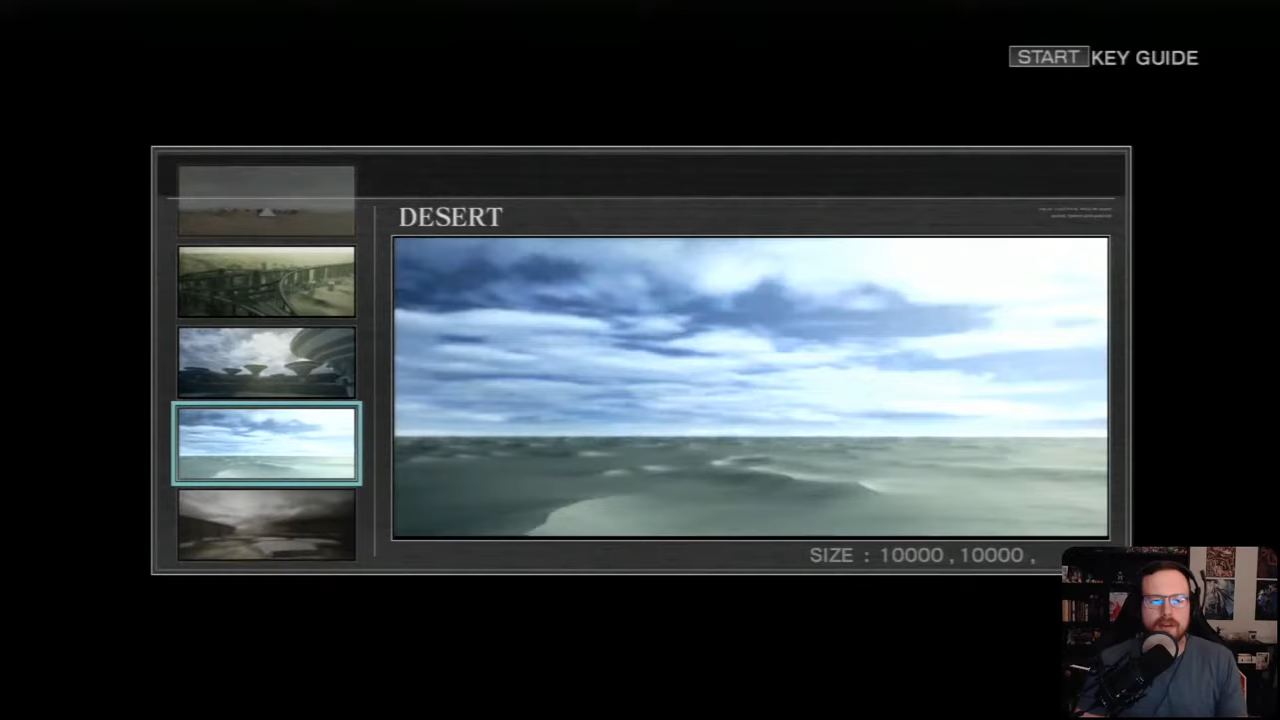 START KEY GUIDE
DESERT
SIZE : 10000 , 10000 ,